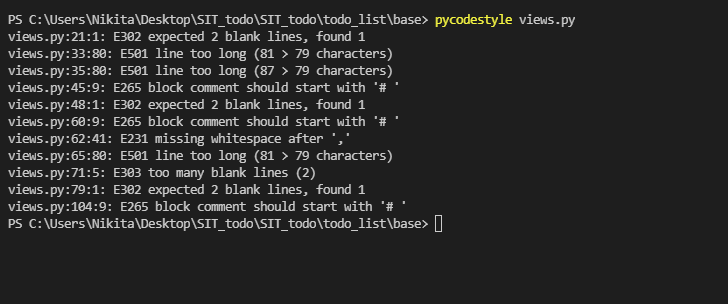 PS C:\Users\Nikita\Desktop\SIT_todo\SIT_todo\todo_list\base> pycodestyle views.py
views.py:21:1: E302 expected 2 blank lines, found 1
views.py:33:80: E501 line too long (81 > 79 characters)
views.py:35:80: E501 line too long (87 > 79 characters)
views.py:45:9: E265 block comment should start with '# '
views.py:48:1: E302 expected 2 blank lines, found 1
views.py:60:9: E265 block comment should start with '# '
views.py:62:41: E231 missing whitespace after ','
views.py:65:80: E501 line too long (81 > 79 characters)
views.py:71:5: E303 too many blank lines (2)
views.py:79:1: E302 expected 2 blank lines, found 1
views.py:104:9: E265 block comment should start with '# '
PS C:\Users\Nikita\Desktop\SIT_todo\SIT_todo\todo_list\base>